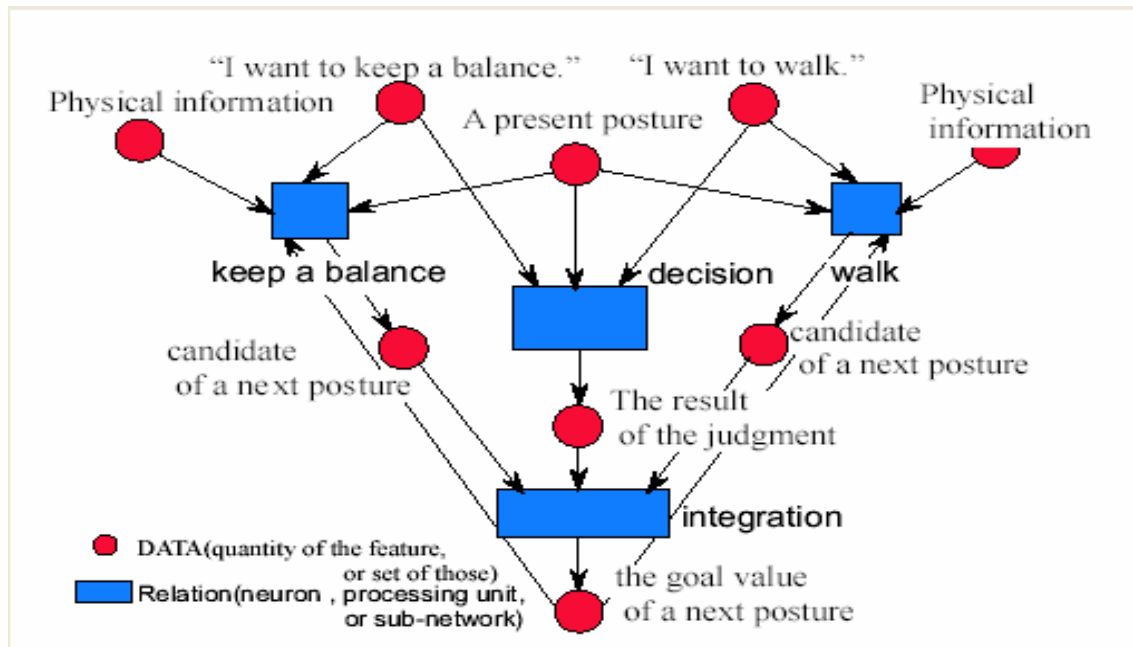 “I want to keep a balance.”
“I want to walk.”
Physical information
A present posture
Physical
information
keep a balance
decision
walk
candidate
of a next posture
candidate
of a next posture
The result
of the judgment
integration
DATA(quantity of the feature,
or set of those)
Relation(neuron , processing unit,
or sub-network)
the goal value
of a next posture